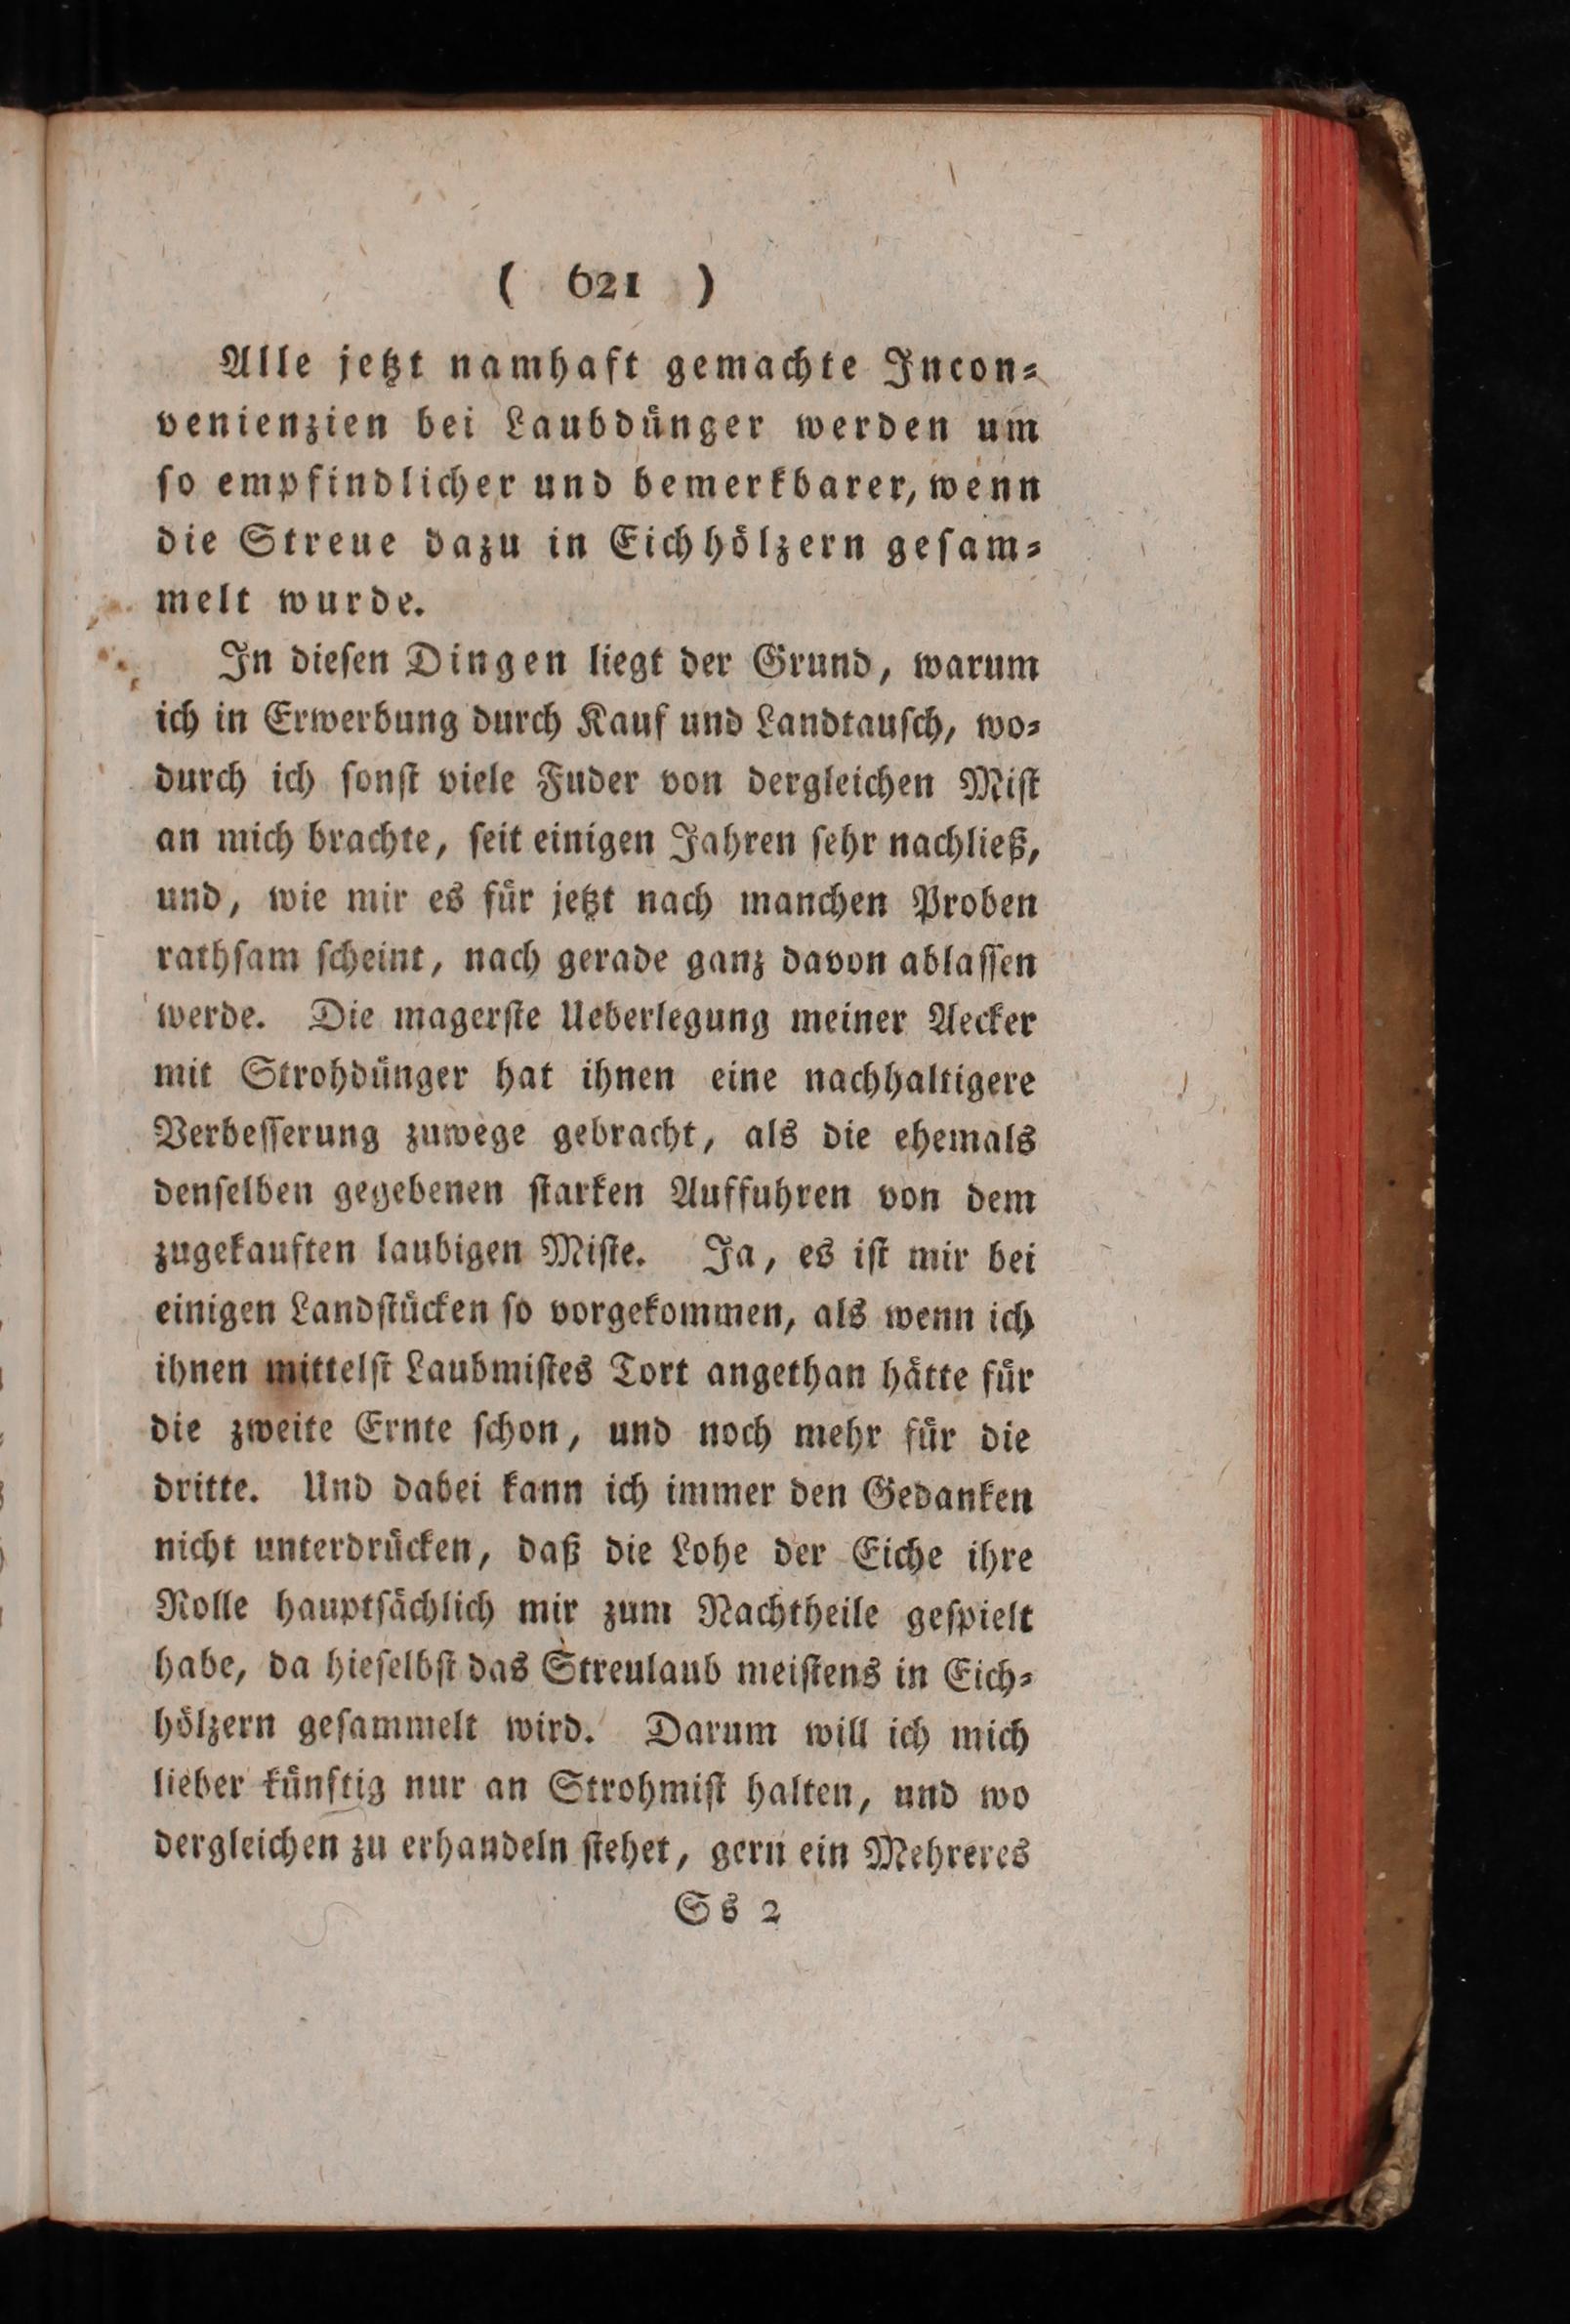 ( 621 )
Alle jetzt namhaft gemachte Incon⸗
venienzien bei Laubdünger werden um
ſo empfindlicher und bemerkbarer, wenn
die Streue dazu in Eichhölzern geſam⸗
melt wurde.
In dieſen Dingen liegt der Grund, warum
ich in Erwerbung durch Kauf und Landtauſch, wo⸗
durch ich ſonſt viele Fuder von dergleichen Miſt
an mich brachte, ſeit einigen Jahren ſehr nachließ,
und, wie mir es für jetzt nach manchen Proben
rathſam ſcheint, nach gerade ganz davon ablaſſen
werde. Die magerſte Ueberlegung meiner Aecker
mit Strohdünger hat ihnen eine nachhaltigere
Verbeſſerung zuwege gebracht, als die ehemals
denſelben gegebenen ſtarken Auffuhren von dem
zugekauften laubigen Miſte. Ja, es iſt mir bei
einigen Landſtücken ſo vorgekommen, als wenn ich
ihnen mittelſt Laubmiſtes Tort angethan hätte für
die zweite Ernte ſchon, und noch mehr für die
dritte. Und dabei kann ich immer den Gedanken
nicht unterdrücken, daß die Lohe der Eiche ihre
Rolle hauptſächlich mir zum Nachtheile geſpielt
habe, da hieſelbſt das Streulaub meiſtens in Eich⸗
hölzern geſammelt wird. Darum will ich mich
lieber künftig nur an Strohmiſt halten, und wo
dergleichen zu erhandeln ſtehet, gern ein Mehreres
Ss 2